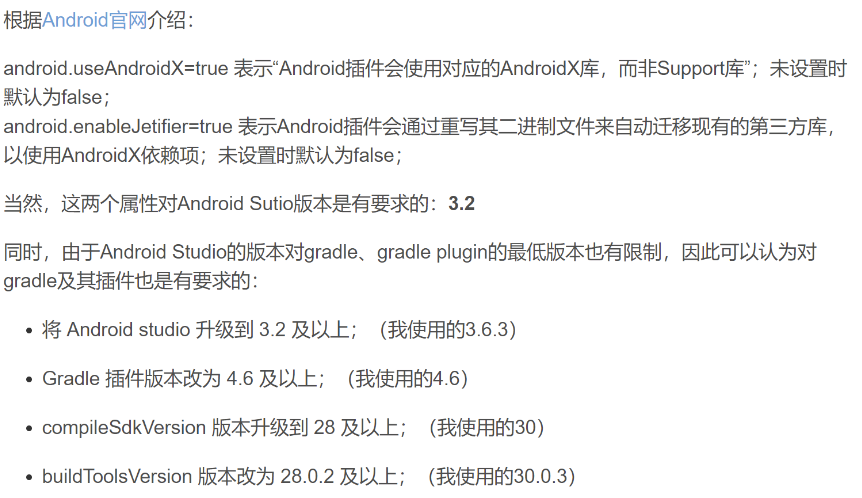 根据Android官网介绍：
android.useAndroidX=true 表示“Android插件会使用对应的AndroidX库，而非Support库”；未设置时
默认为false；
android.enableJetifier=true 表示Android插件会通过重写其二进制文件来自动迁移现有的第三方库，
以使用AndroidX依赖项；未设置时默认为false；
当然，这两个属性对Android Sutio版本是有要求的：3.2
同时，由于Android Studio的版本对gradle、gradle plugin的最低版本也有限制，因此可以认为对
gradle及其插件也是有要求的：
• 将 Android studio 升级到 3.2 及以上；（我使用的3.6.3）
• Gradle 插件版本改为 4.6 及以上；（我使用的4.6）
• compileSdkVersion 版本升级到 28 及以上；（我使用的30）
• buildToolsVersion 版本改为 28.0.2 及以上；（我使用的30.0.3）